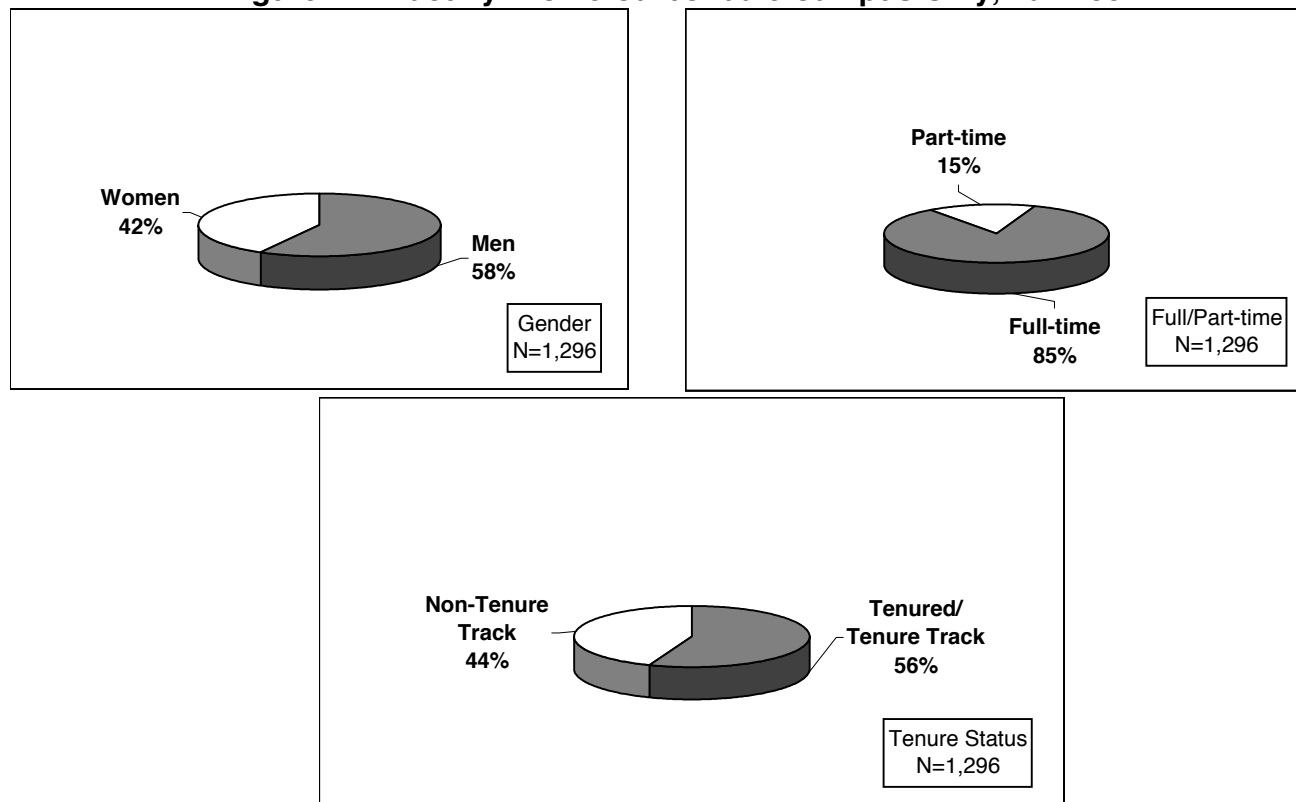 Women
42%
Men
58%
Gender
N=1,296
Part-time
15%
Full-time
85%
Full/Part-time
N=1,296
Non-Tenure
Track
44%
Tenured/
Tenure Track
56%
Tenure Status
N=1,296